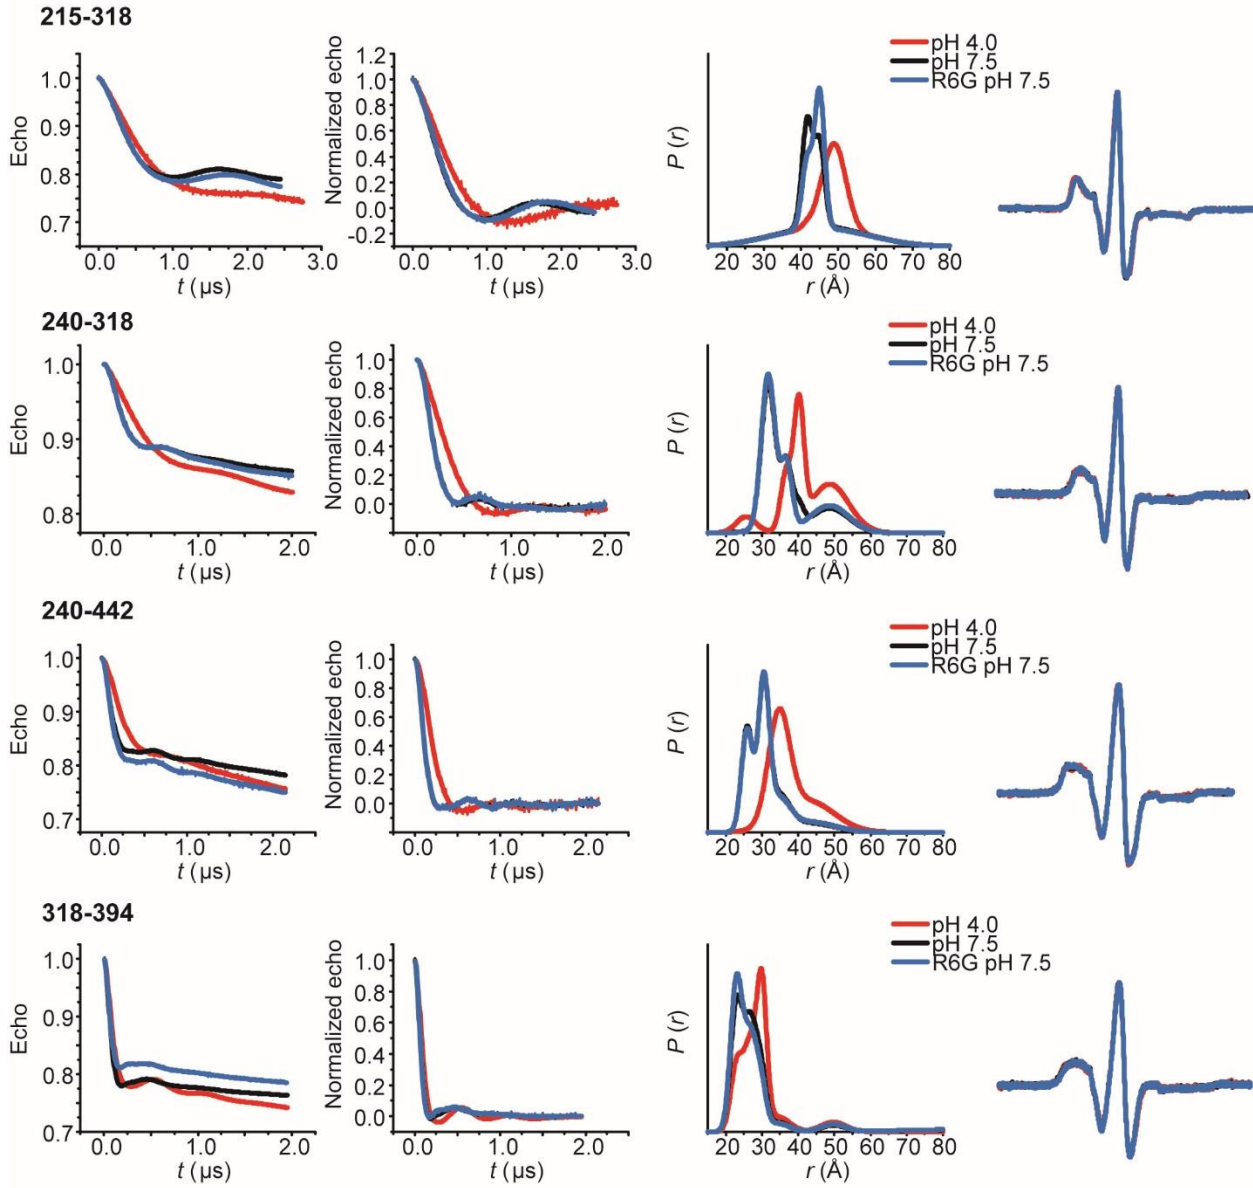 215-318
Echo
1.0
0.9
0.8
0.7
0.0 1.0 2.0 3.0
t (µs)
Normalized echo
1.2
1.0
0.8
0.6
0.4
0.2
0.0
-0.2
0.0 1.0 2.0 3.0
t (µs)
P (r)
20 30 40 50 60 70 80
r (Å)
pH 4.0
pH 7.5
R6G pH 7.5
240-318
Echo
1.0
0.9
0.8
0.0 1.0 2.0
t (µs)
Normalized echo
1.0
0.8
0.6
0.4
0.2
0.0
0.0 1.0 2.0
t (µs)
P (r)
20 30 40 50 60 70 80
r (Å)
pH 4.0
pH 7.5
R6G pH 7.5
240-442
Echo
1.0
0.9
0.8
0.7
0.0 1.0 2.0
t (µs)
Normalized echo
1.0
0.8
0.6
0.4
0.2
0.0
0.0 1.0 2.0
t (µs)
P (r)
20 30 40 50 60 70 80
r (Å)
pH 4.0
pH 7.5
R6G pH 7.5
318-394
Echo
1.0
0.9
0.8
0.7
0.0 1.0 2.0
t (µs)
Normalized echo
1.0
0.8
0.6
0.4
0.2
0.0
0.0 1.0 2.0
t (µs)
P (r)
20 30 40 50 60 70 80
r (Å)
pH 4.0
pH 7.5
R6G pH 7.5